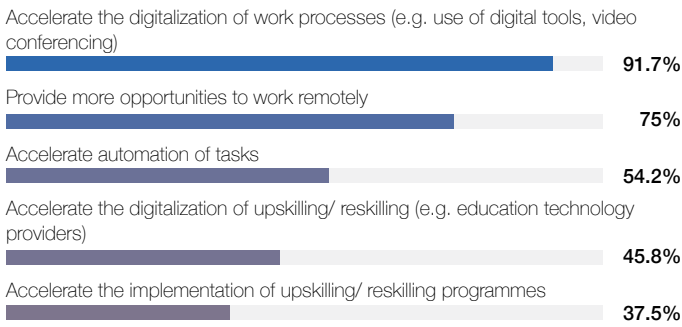 Accelerate the digitalization of work processes (e.g. use of digital tools, video
conferencing)
91.7%
Provide more opportunities to work remotely
75%
Accelerate automation of tasks
54.2%
Accelerate the digitalization of upskilling/ reskilling (e.g. education technology
providers)
45.8%
Accelerate the implementation of upskilling/ reskilling programmes
37.5%